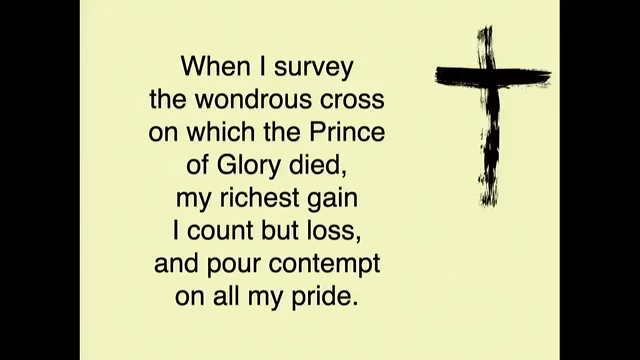 When I survey
the wondrous cross
on which the Prince
of Glory died,
my richest gain
I count but loss,
and pour contempt
on all my pride.